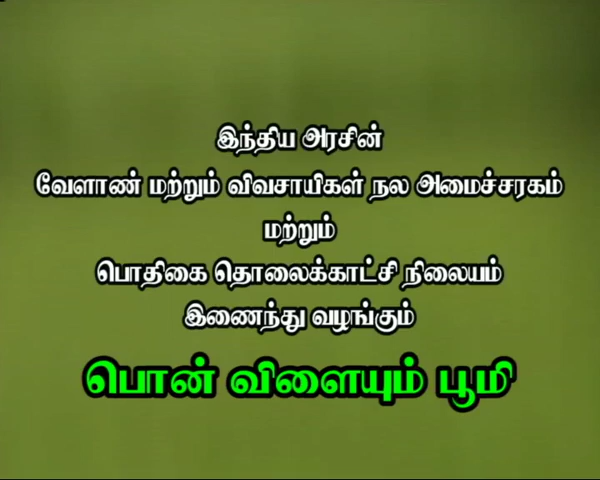 இந்திய அரசின்
வேளாண் மற்றும் விவசாயிகள் நல அமைச்சரகம்
மற்றும்
பொதிகை தொலைக்காட்சி நிலையம்
இணைந்து வழங்கும்
பொன் விளையும் பூமி